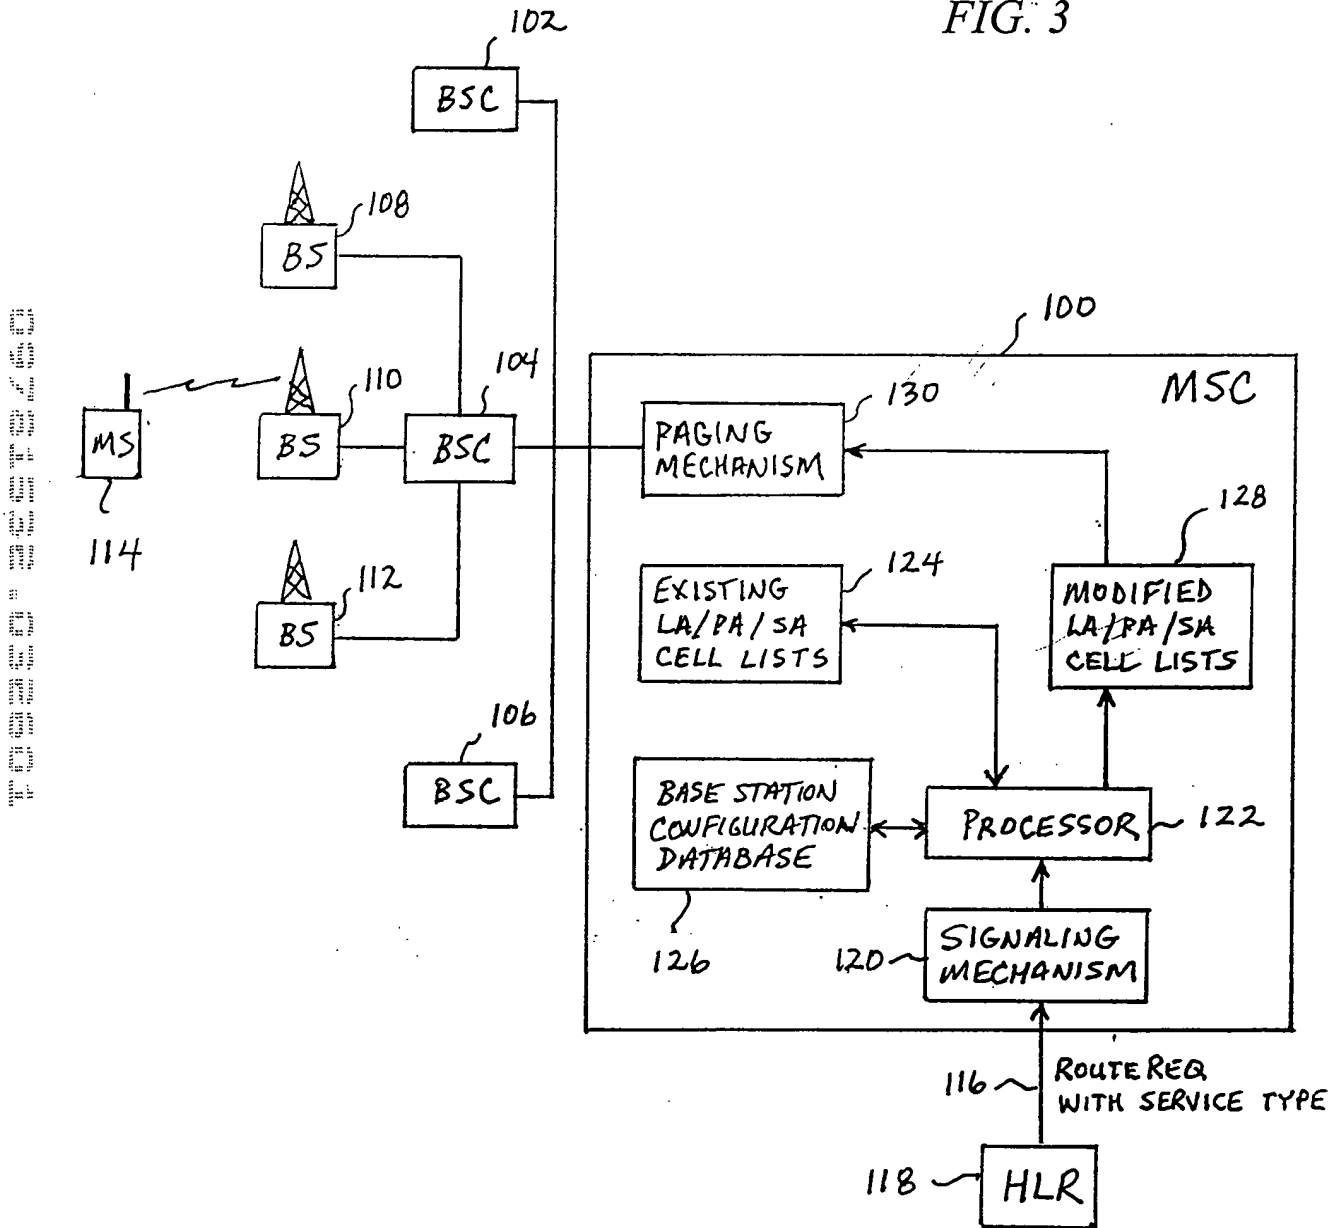 FIG. 3
102
BSC
108
BS
100
104
110
MSC
130
PAGING
MECHANISM
MS
BS
BSC
128
114
112
124
EXISTING
LA/PA/SA
CELL LISTS
MODIFIED
LA/PA/SA
CELL LISTS
BS
106
BSC
BASE STATION
CONFIGURATION
DATABASE
PROCESSOR
122
126
120
SIGNALING
MECHANISM
116
ROUTEREQ
WITH SERVICE TYPE
118
HLR